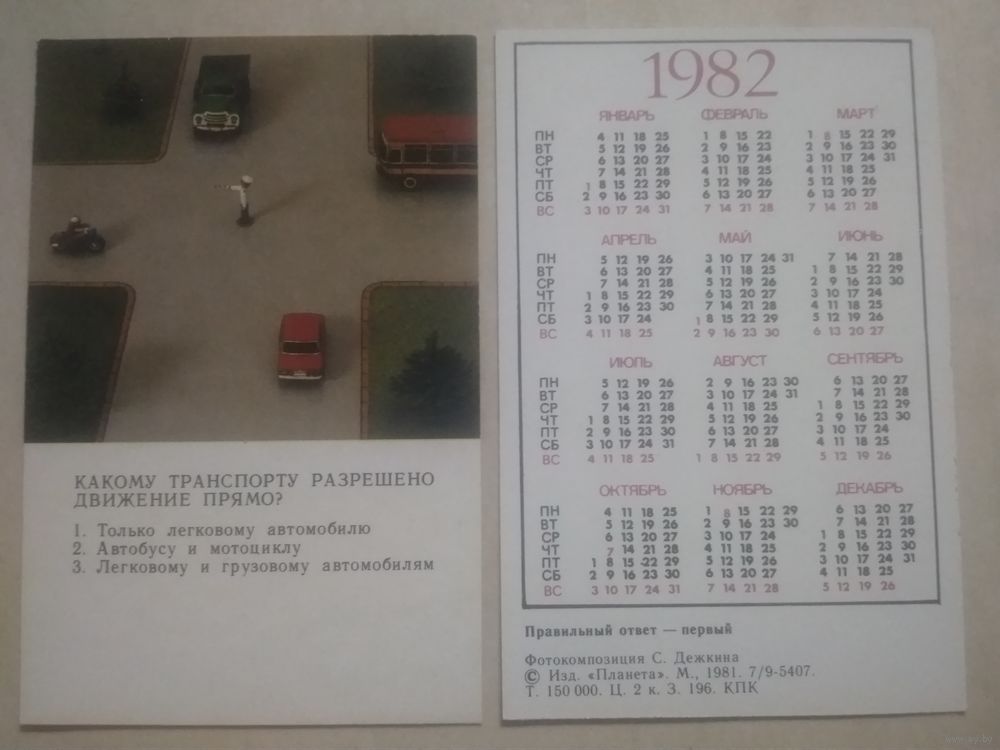 КАКОМУ ТРАНСПОРТУ РАЗРЕШЕНО
ДВИЖЕНИЕ ПРЯМО?
1. Только легковому автомобилю
2. Автобусу и мотоциклу
3. Легковому и грузовому автомобилям
1982
ЯНВАРЬ ФЕВРАЛЬ МАРТ
ПН 4 11 18 25 1 8 15 22 1 8 15 22 29
ВТ 5 12 19 26 2 9 16 23 2 9 16 23 30
СР 6 13 20 27 3 10 17 24 3 10 17 24 31
ЧТ 7 14 21 28 4 11 18 25 4 11 18 25
ПТ 1 8 15 22 29 5 12 19 26 5 12 19 26
СБ 2 9 16 23 30 6 13 20 27 6 13 20 27
ВС 3 10 17 24 31 7 14 21 28 7 14 21 28
АПРЕЛЬ МАЙ ИЮНЬ
ПН 5 12 19 26 3 10 17 24 31 7 14 21 28
ВТ 6 13 20 27 4 11 18 25 1 8 15 22 29
СР 7 14 21 28 5 12 19 26 2 9 16 23 30
ЧТ 1 8 15 22 29 6 13 20 27 3 10 17 24
ПТ 2 9 16 23 30 7 14 21 28 4 11 18 25
СБ 3 10 17 24 1 8 15 22 29 5 12 19 26
ВС 4 11 18 25 2 9 16 23 30 6 13 20 27
ИЮЛЬ АВГУСТ СЕНТЯБРЬ
ПН 5 12 19 26 2 9 16 23 30 6 13 20 27
ВТ 6 13 20 27 3 10 17 24 31 7 14 21 28
СР 7 14 21 28 4 11 18 25 1 8 15 22 29
ЧТ 1 8 15 22 29 5 12 19 26 2 9 16 23 30
ПТ 2 9 16 23 30 6 13 20 27 3 10 17 24
СБ 3 10 17 24 31 7 14 21 28 4 11 18 25
ВС 4 11 18 25 1 8 15 22 29 5 12 19 26
ОКТЯБРЬ НОЯБРЬ ДЕКАБРЬ
ПН 4 11 18 25 1 8 15 22 29 6 13 20 27
ВТ 5 12 19 26 2 9 16 23 30 7 14 21 28
СР 6 13 20 27 3 10 17 24 1 8 15 22 29
ЧТ 7 14 21 28 4 11 18 25 2 9 16 23 30
ПТ 1 8 15 22 29 5 12 19 26 3 10 17 24 31
СБ 2 9 16 23 30 6 13 20 27 4 11 18 25
ВС 3 10 17 24 31 7 14 21 28 5 12 19 26
Правильный ответ — первый
Фотокомпозиция С. Дежкина
© Изд. «Планета». М., 1981. 7/9-5407.
Т. 150 000. Ц. 2 к. З. 196. КПК